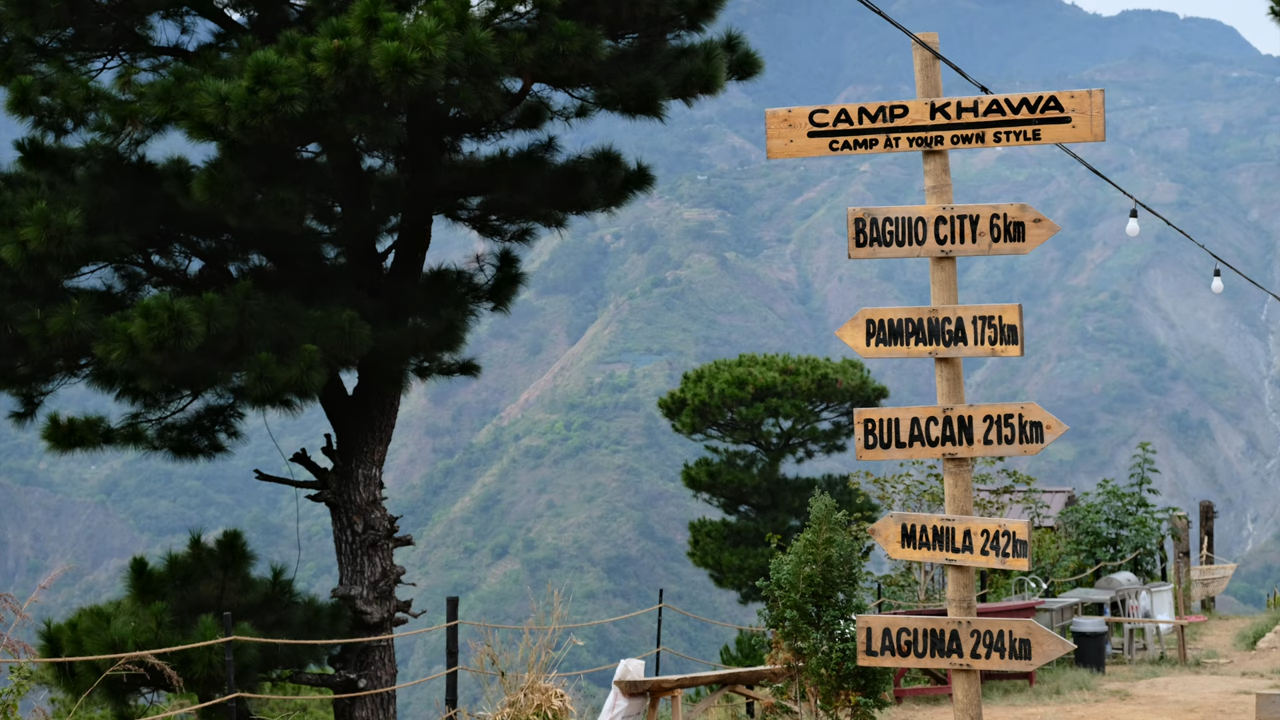 CAMP KHAWA
CAMP AT YOUR OWN STYLE
BAGUIO CITY 6km
PAMPANGA 175km
BULACAN 215km
MANILA 242km
LAGUNA 294km